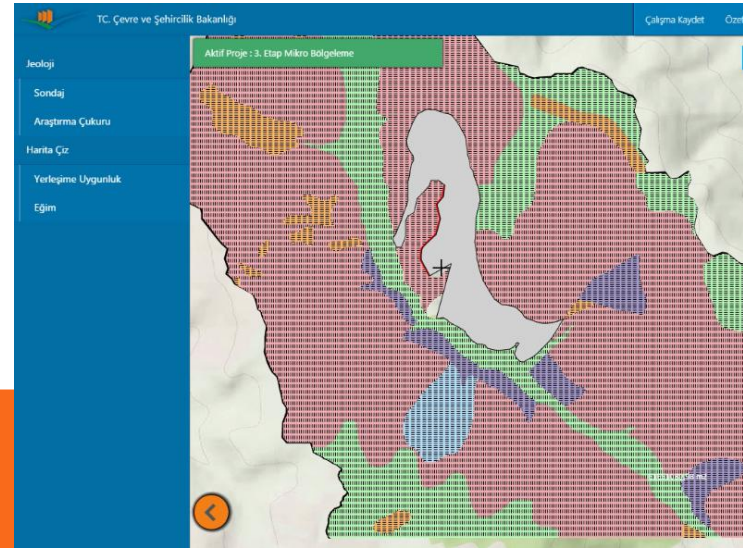 TC. Çevre ve Şehircilik Bakanlığı
Çalışma Kaydet
Aktif Proje : 3. Etap Mikro Bölgeleme
Jeoloji
Sondaj
Araştırma Çukuru
Harita Çiz
Yerleşime Uygunluk
Eğim